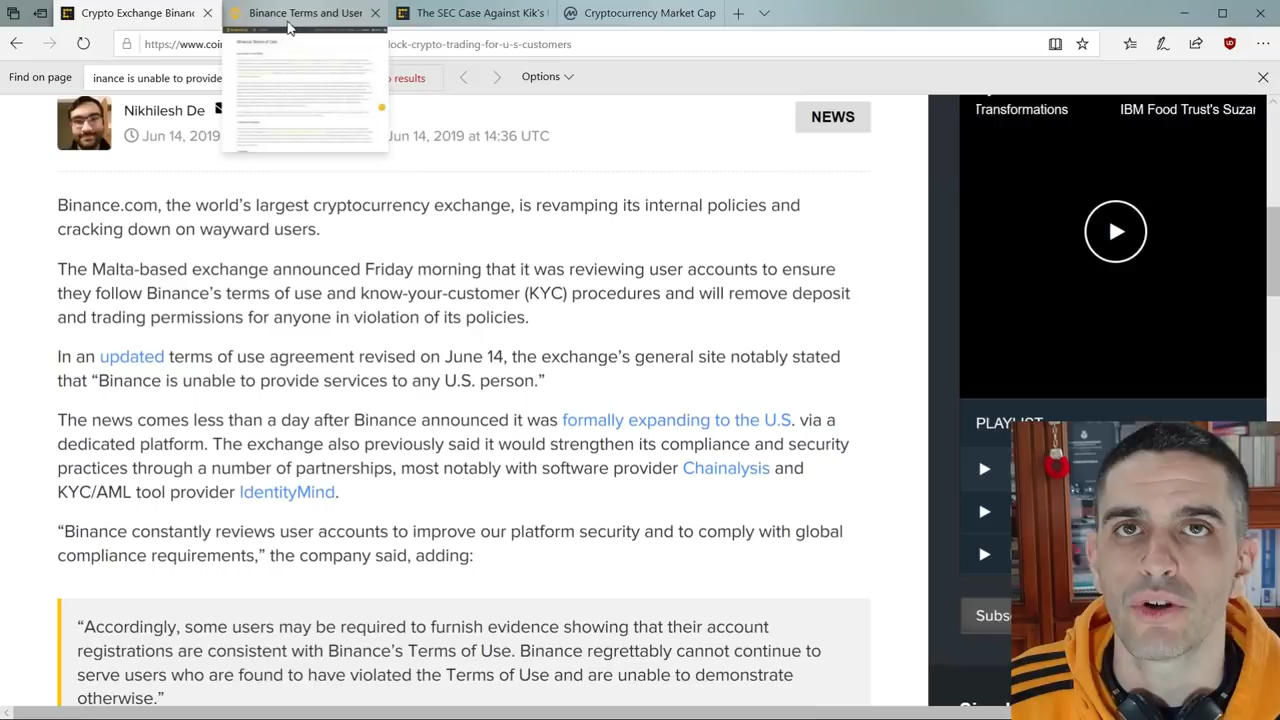 Crypto Exchange Binanc
Binance Terms and User
The SEC Case Against Kik's I
Cryptocurrency Market Cap
lock-crypto-trading-for-us-customers
Find on page
inance is unable to provide
results
Options
Nikhilesh De
NEWS
Jun 14, 2019
Jun 14, 2019 at 14:36 UTC
Transformations
IBM Food Trust's Suzar
Binance.com, the world’s largest cryptocurrency exchange, is revamping its internal policies and
cracking down on wayward users.
The Malta-based exchange announced Friday morning that it was reviewing user accounts to ensure
they follow Binance’s terms of use and know-your-customer (KYC) procedures and will remove deposit
and trading permissions for anyone in violation of its policies.
In an updated terms of use agreement revised on June 14, the exchange’s general site notably stated
that “Binance is unable to provide services to any U.S. person.”
The news comes less than a day after Binance announced it was formally expanding to the U.S. via a
dedicated platform. The exchange also previously said it would strengthen its compliance and security
practices through a number of partnerships, most notably with software provider Chainalysis and
KYC/AML tool provider IdentityMind.
PLAYLIST
“Binance constantly reviews user accounts to improve our platform security and to comply with global
compliance requirements,” the company said, adding:
“Accordingly, some users may be required to furnish evidence showing that their account
registrations are consistent with Binance’s Terms of Use. Binance regrettably cannot continue to
serve users who are found to have violated the Terms of Use and are unable to demonstrate
otherwise.”
Subs